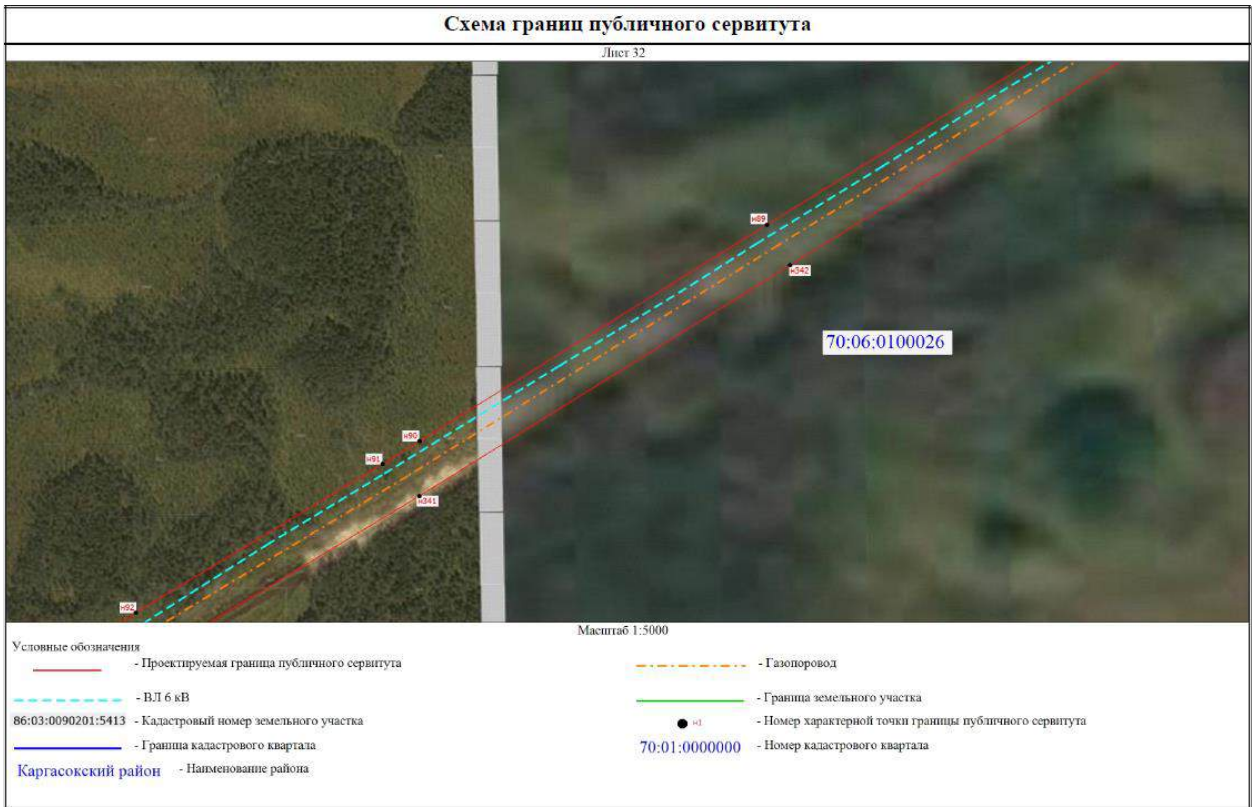 Схема границ публичного сервитута
Лист 32
н89
н342
70:06:0100026
н90
н91
н341
н92
Масштаб 1:5000
Условные обозначения
- Проектируемая граница публичного сервитута
- Газопоровод
- ВЛ 6 кВ
- Граница земельного участка
86:03:0090201:5413 - Кадастровый номер земельного участка
н1 - Номер характерной точки границы публичного сервитута
- Граница кадастрового квартала
70:01:0000000 - Номер кадастрового квартала
Каргасокский район - Наименование района